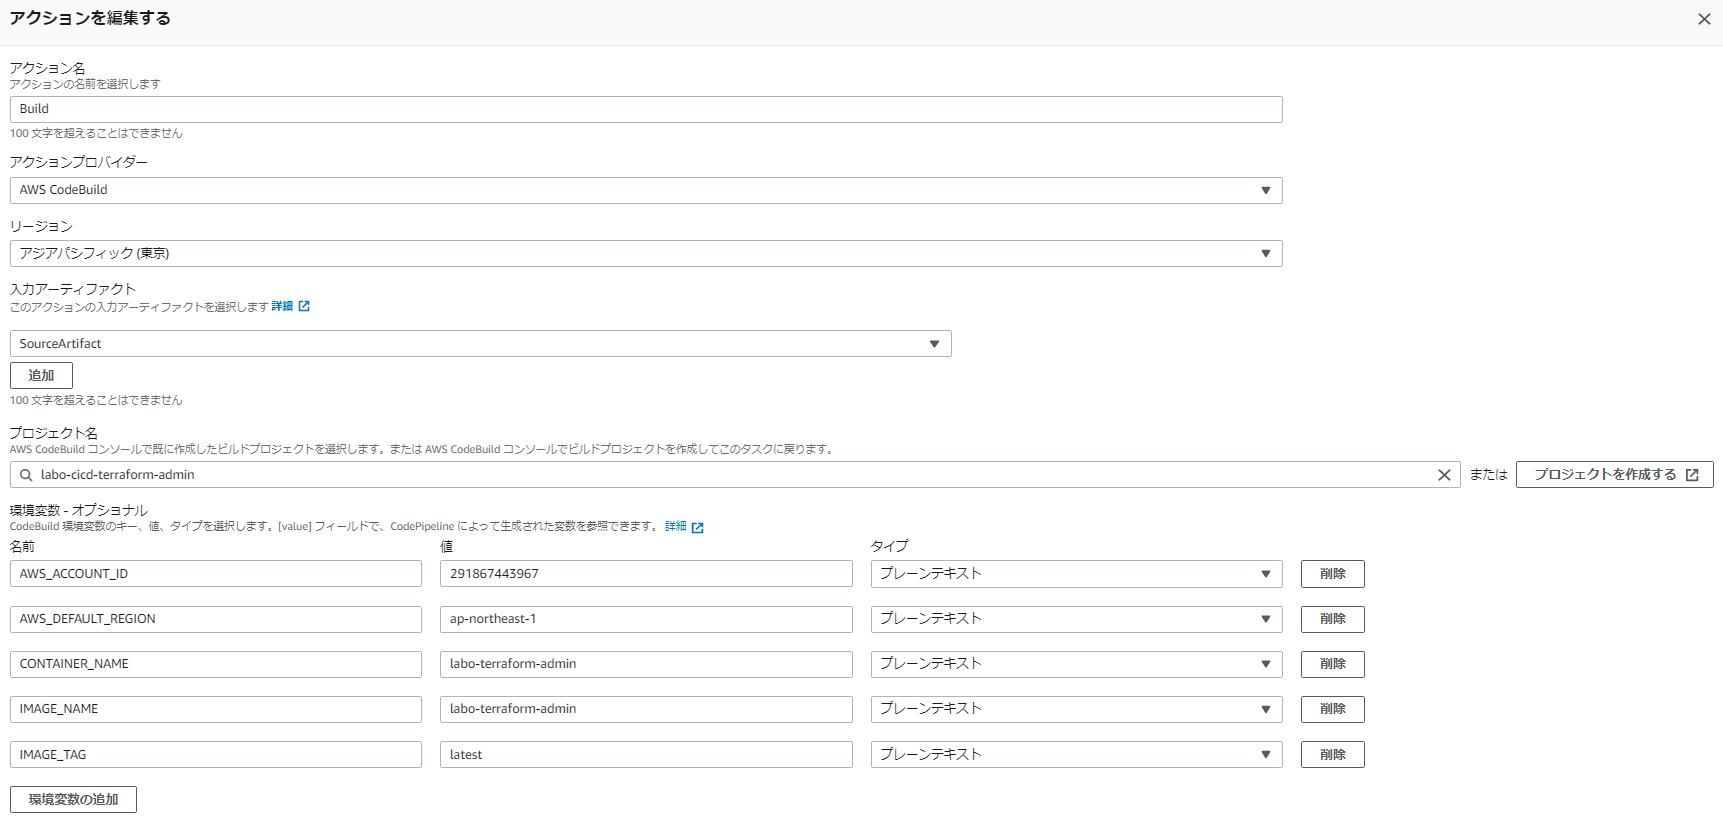 アクションを編集する
アクション名
アクションの名前を選択します
Build
100 文字を超えることはできません
アクションプロバイダー
AWS CodeBuild
リージョン
アジアパシフィック (東京)
入力アーティファクト
このアクションの入力アーティファクトを選択します 詳細
SourceArtifact
追加
100 文字を超えることはできません
プロジェクト名
AWS CodeBuild コンソールで既に作成したビルドプロジェクトを選択します。または AWS CodeBuild コンソールでビルドプロジェクトを作成してこのタスクに戻ります。
labo-cicd-terraform-admin または プロジェクトを作成する
環境変数 - オプショナル
CodeBuild 環境変数のキー、値、タイプを選択します。[value] フィールドで、CodePipeline によって生成された変数を参照できます。 詳細
名前 値 タイプ
AWS_ACCOUNT_ID 291867443967 プレーンテキスト 削除
AWS_DEFAULT_REGION ap-northeast-1 プレーンテキスト 削除
CONTAINER_NAME labo-terraform-admin プレーンテキスト 削除
IMAGE_NAME labo-terraform-admin プレーンテキスト 削除
IMAGE_TAG latest プレーンテキスト 削除
環境変数の追加